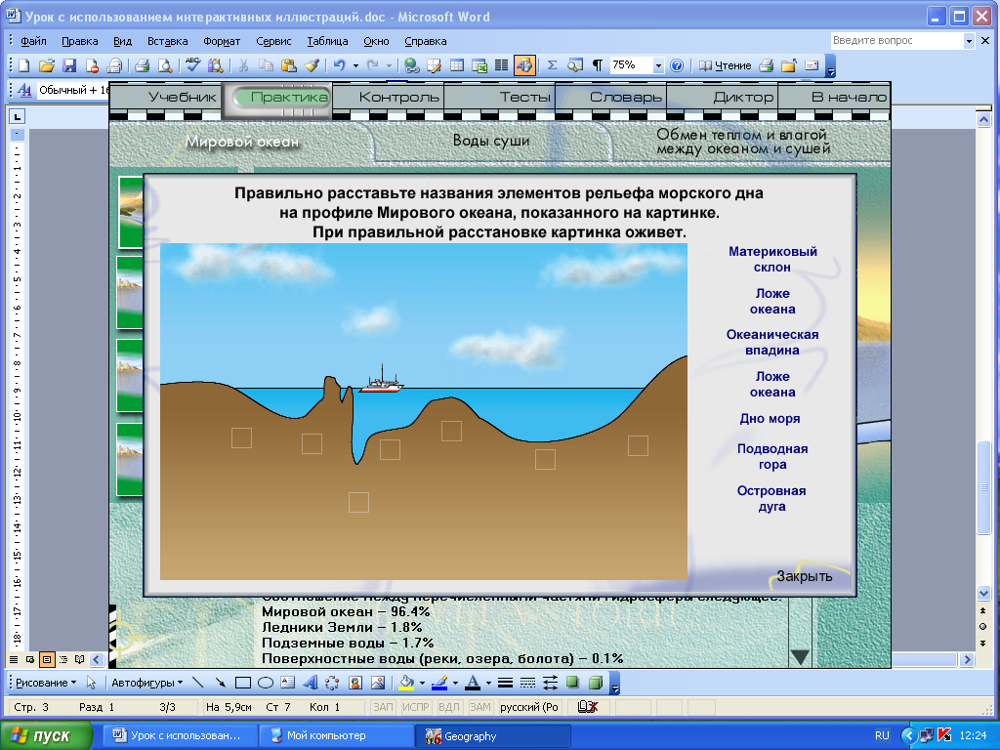 Урок с использованием интерактивных иллюстраций.doc - Microsoft Word
Файл Правка Вид Вставка Формат Сервис Таблица Окно Справка
Введите вопрос
75%
Чтение
Обычный + 16
Учебник Практика Контроль Тесты Словарь Диктор В начало
Мировой океан
Воды суши
Обмен теплом и влагой
между океаном и сушей
Правильно расставьте названия элементов рельефа морского дна
на профиле Мирового океана, показанного на картинке.
При правильной расстановке картинка оживет.
Материковый
склон
Ложе
океана
Океаническая
впадина
Ложе
океана
Дно моря
Подводная
гора
Островная
дуга
Закрыть
Соотношение между перечисленными частями гидросферы следующее:
Мировой океан – 96.4%
Ледники Земли – 1.8%
Подземные воды – 1.7%
Поверхностные воды (реки, озера, болота) – 0.1%
Рисование Автофигуры
Стр. 3 Разд 1 3/3 На 5,9см Ст 7 Кол 1 ЗАП ИСПР ВДЛ ЗАМ русский (Ро
пуск Урок с использован... Мой компьютер Geography RU 12:24